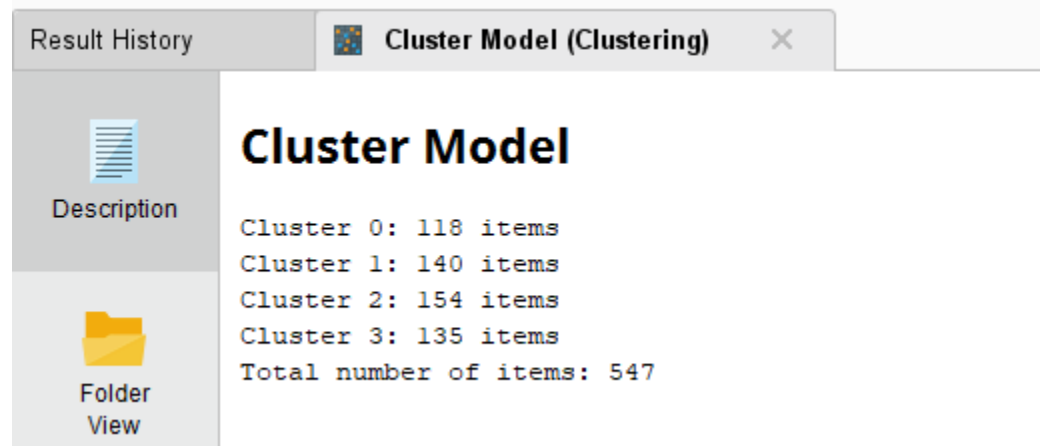 Result History
Cluster Model (Clustering)
Description
Folder
View
Cluster Model
Cluster 0: 118 items
Cluster 1: 140 items
Cluster 2: 154 items
Cluster 3: 135 items
Total number of items: 547